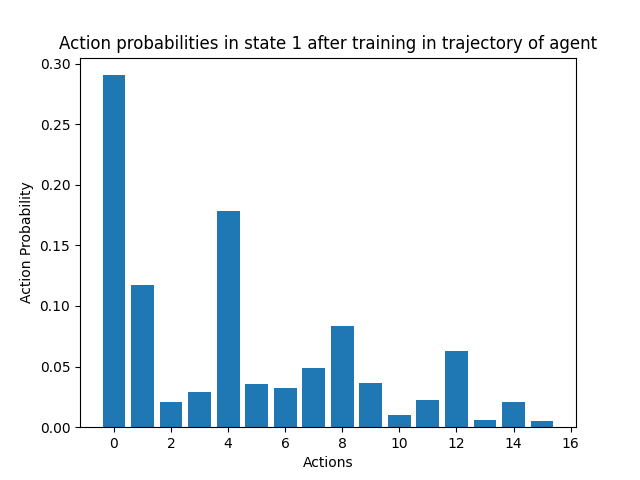 Action probabilities in state 1 after training in trajectory of agent
0.30
0.25
0.20
0.15
0.10
0.05
0.00
Action Probability
0 2 4 6 8 10 12 14 16
Actions